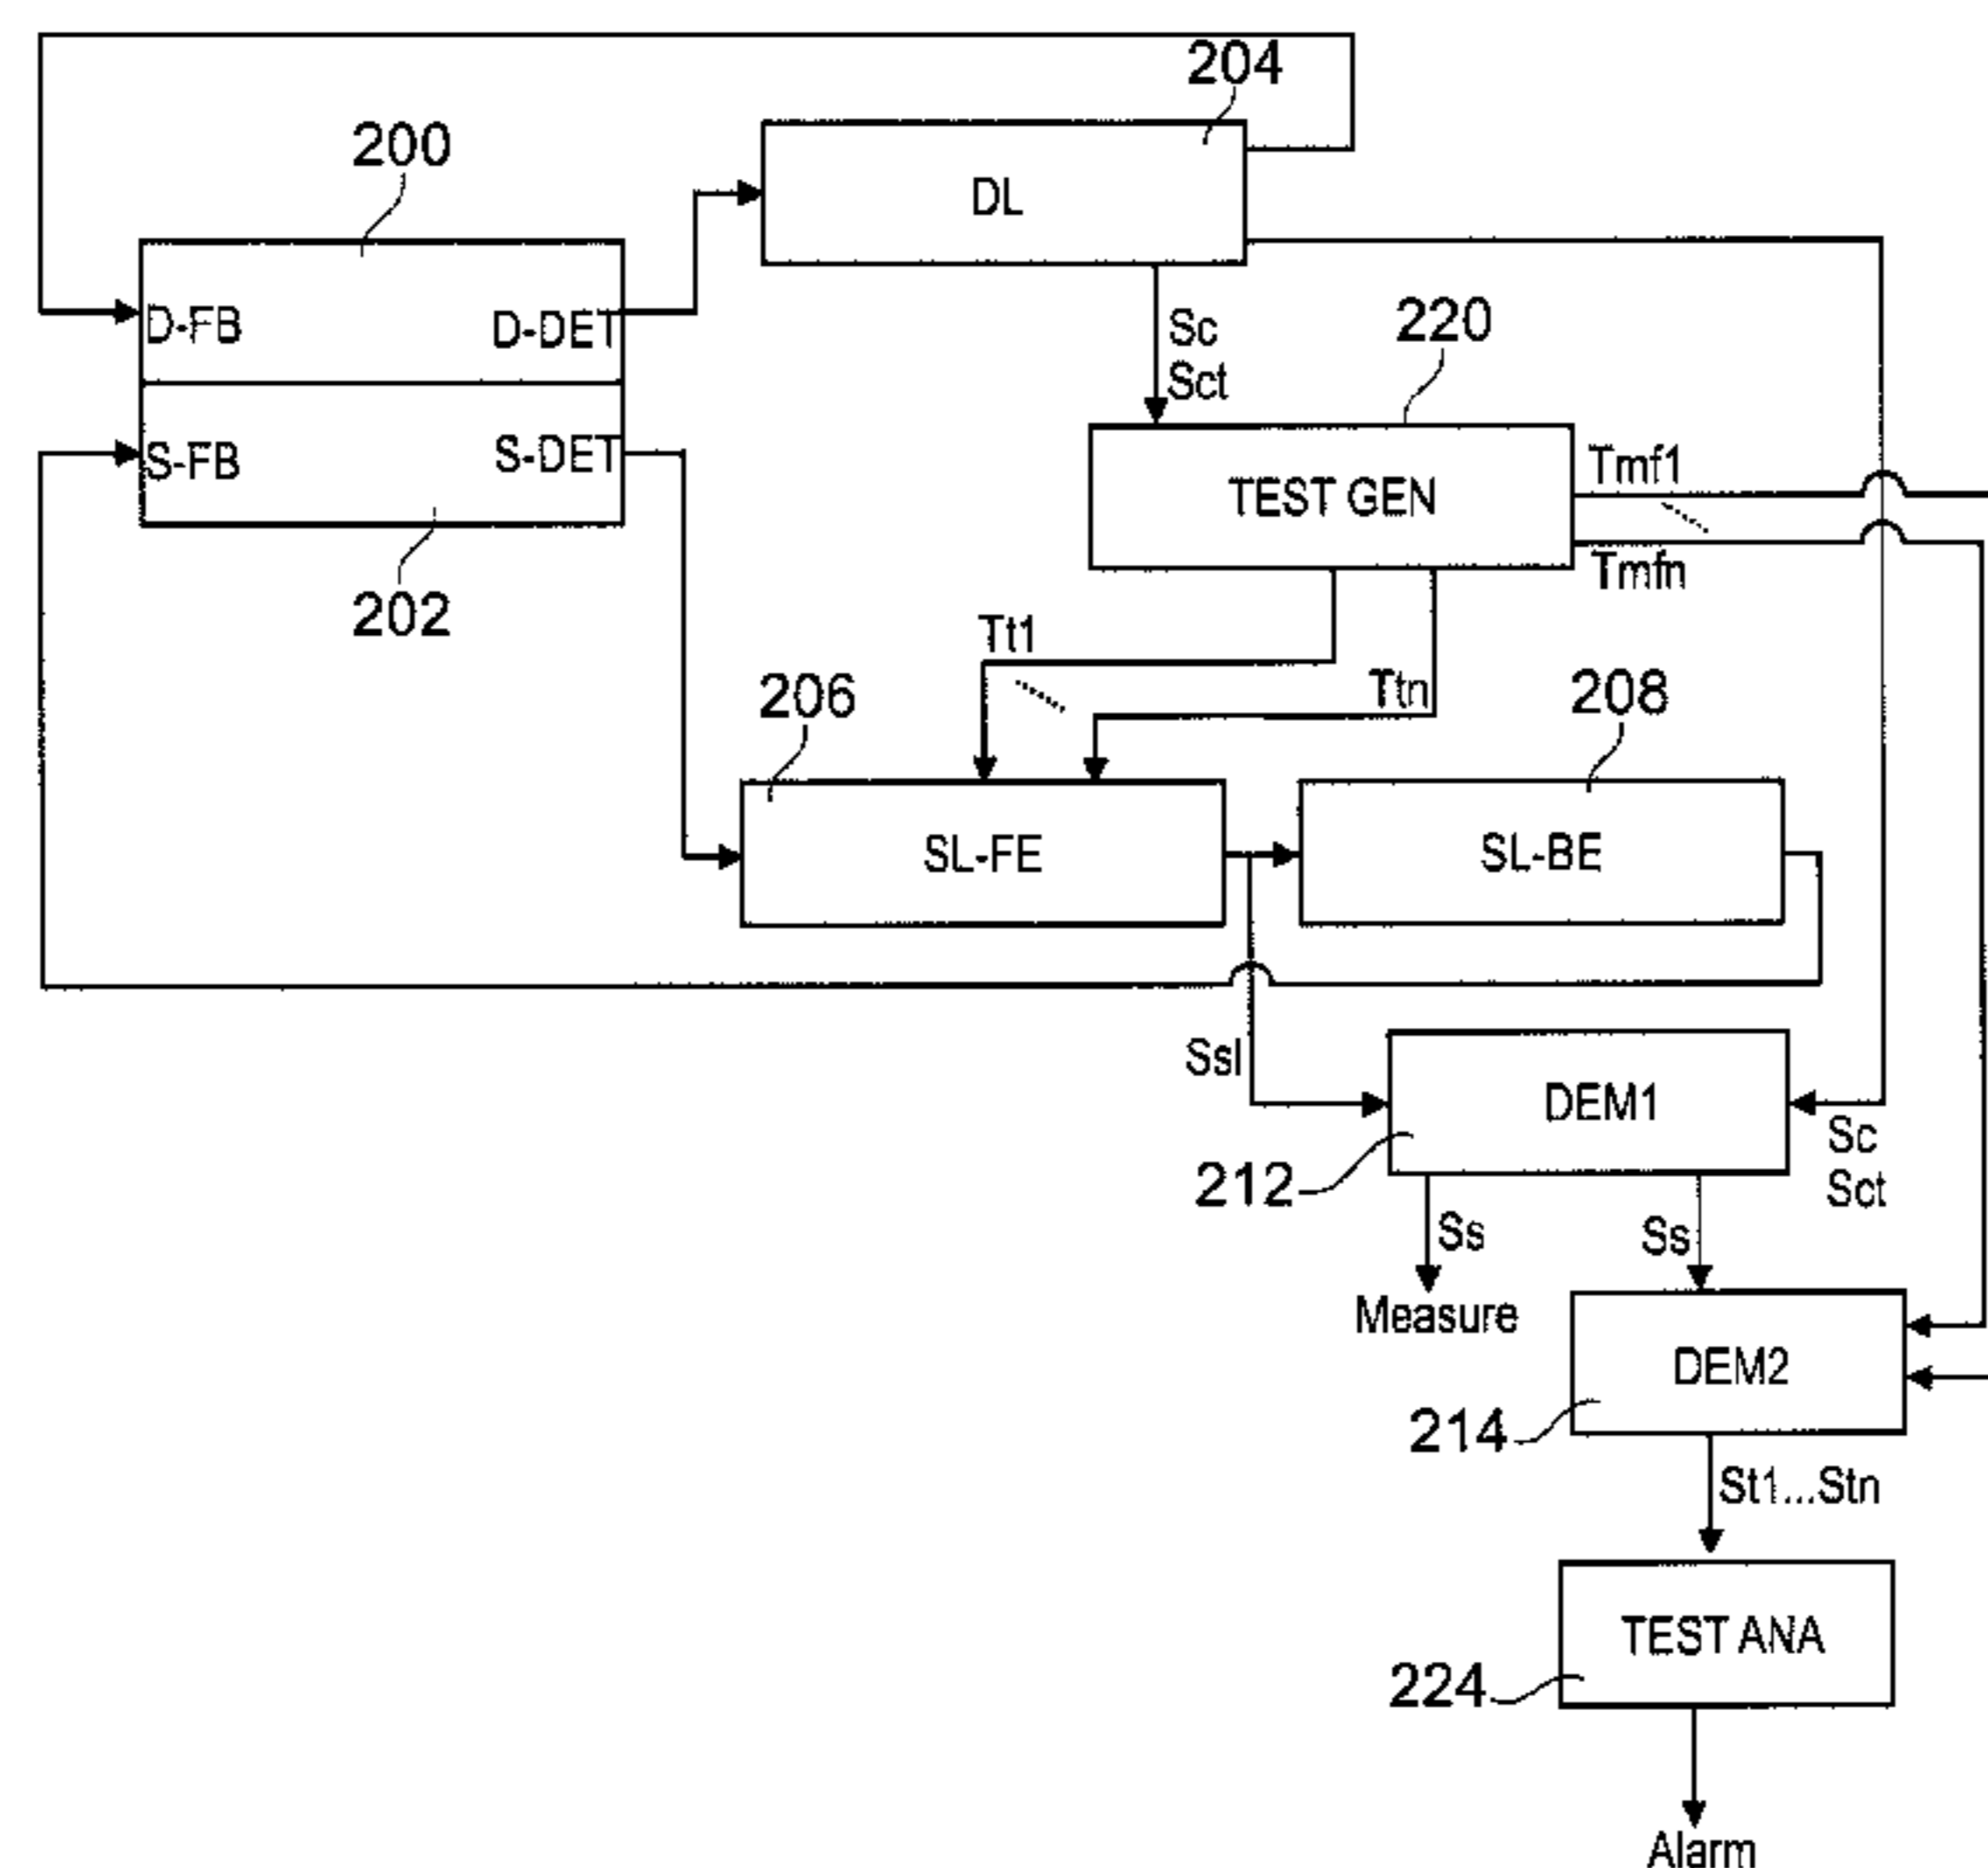 204
200
DL
D-FB
D-DET
Sc
Sct
220
S-FB
S-DET
TEST GEN
Tmf1
Tmfn
202
Tt1
Ttn
206
208
SL-FE
SL-BE
Ssl
DEM1
Sc
Sct
212
Ss
Ss
Measure
DEM2
214
St1...Stn
TEST ANA
224
Alarm